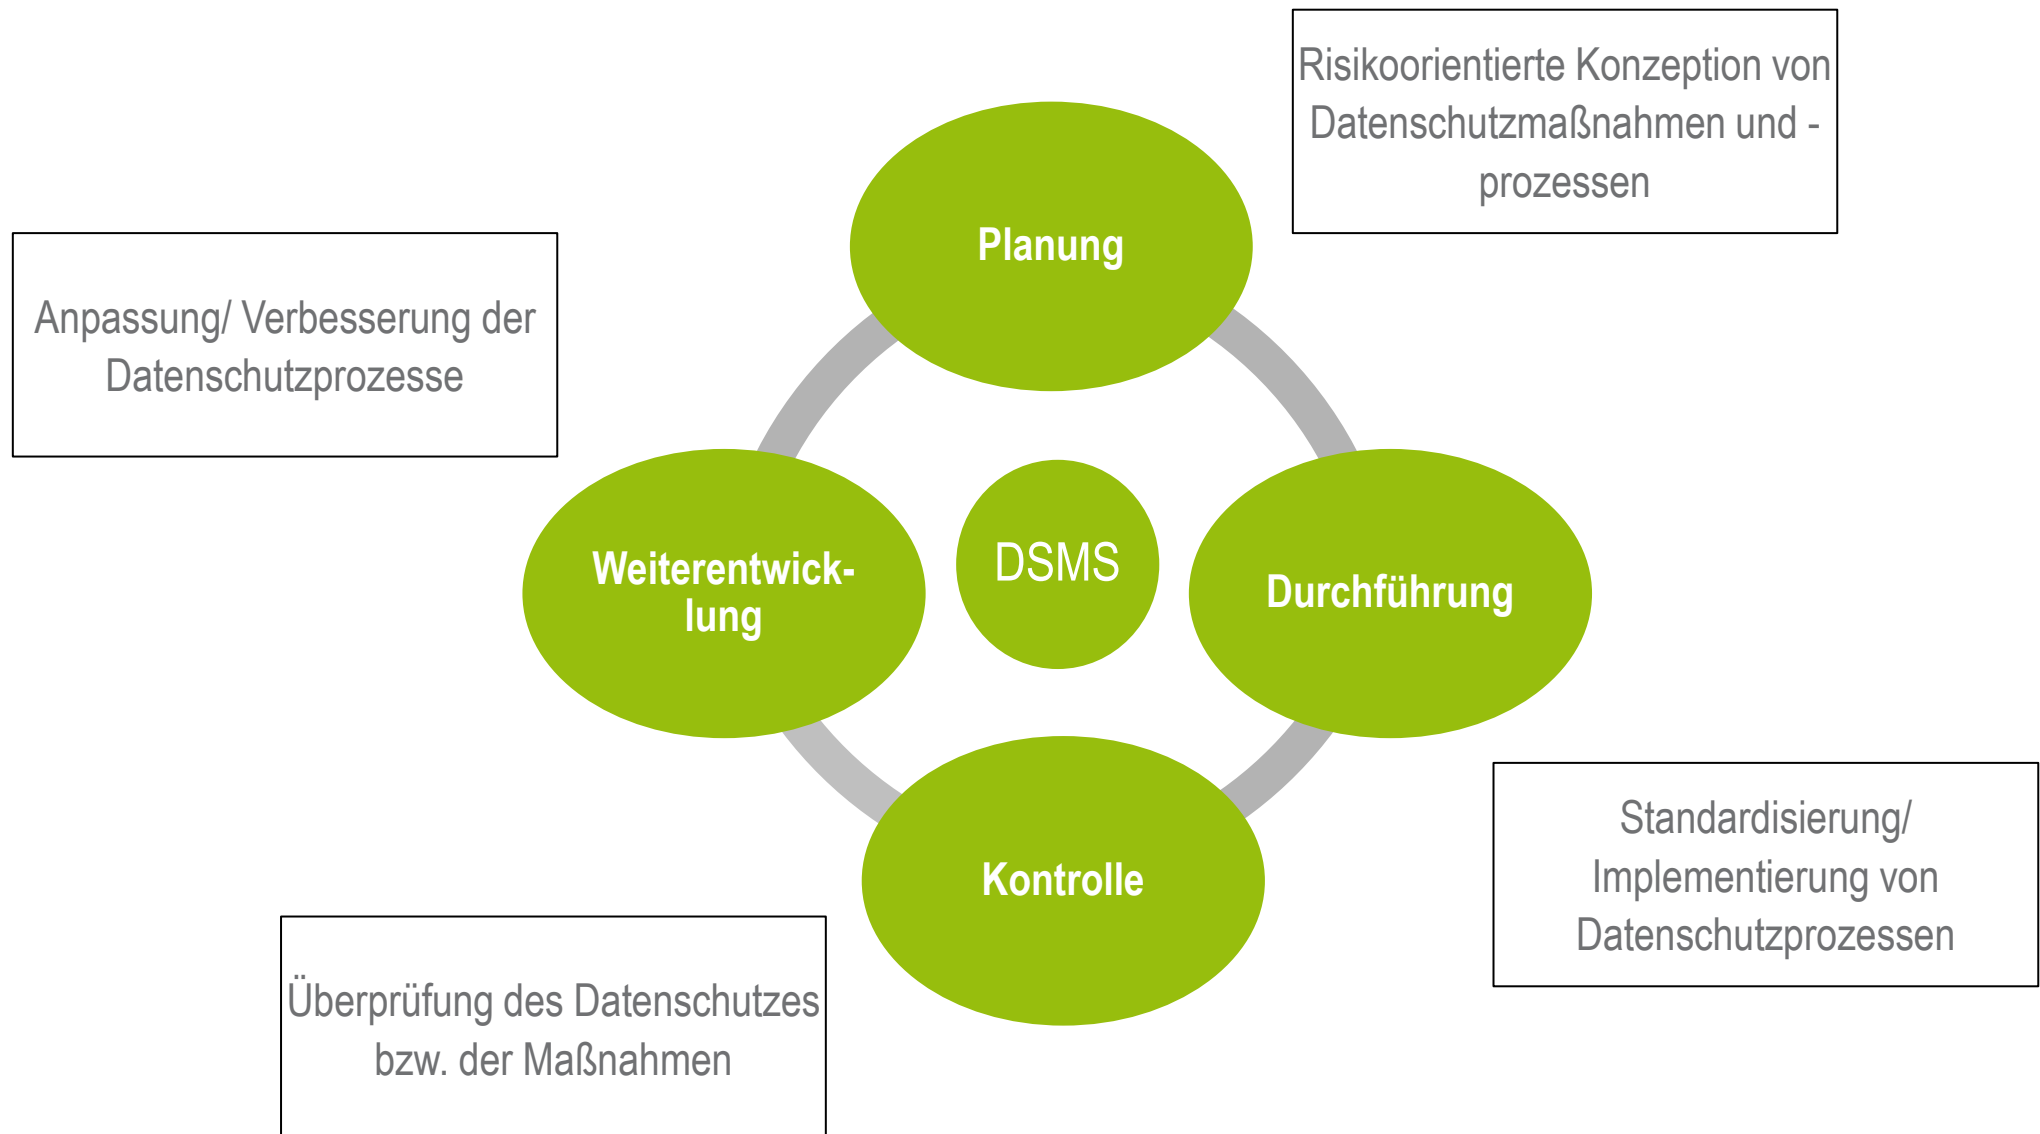 Risikoorientierte Konzeption von
Datenschutzmaßnahmen und -
prozessen
Planung
Anpassung/ Verbesserung der
Datenschutzprozesse
Weiterentwick-
lung
DSMS
Durchführung
Standardisierung/
Implementierung von
Datenschutzprozessen
Kontrolle
Überprüfung des Datenschutzes
bzw. der Maßnahmen